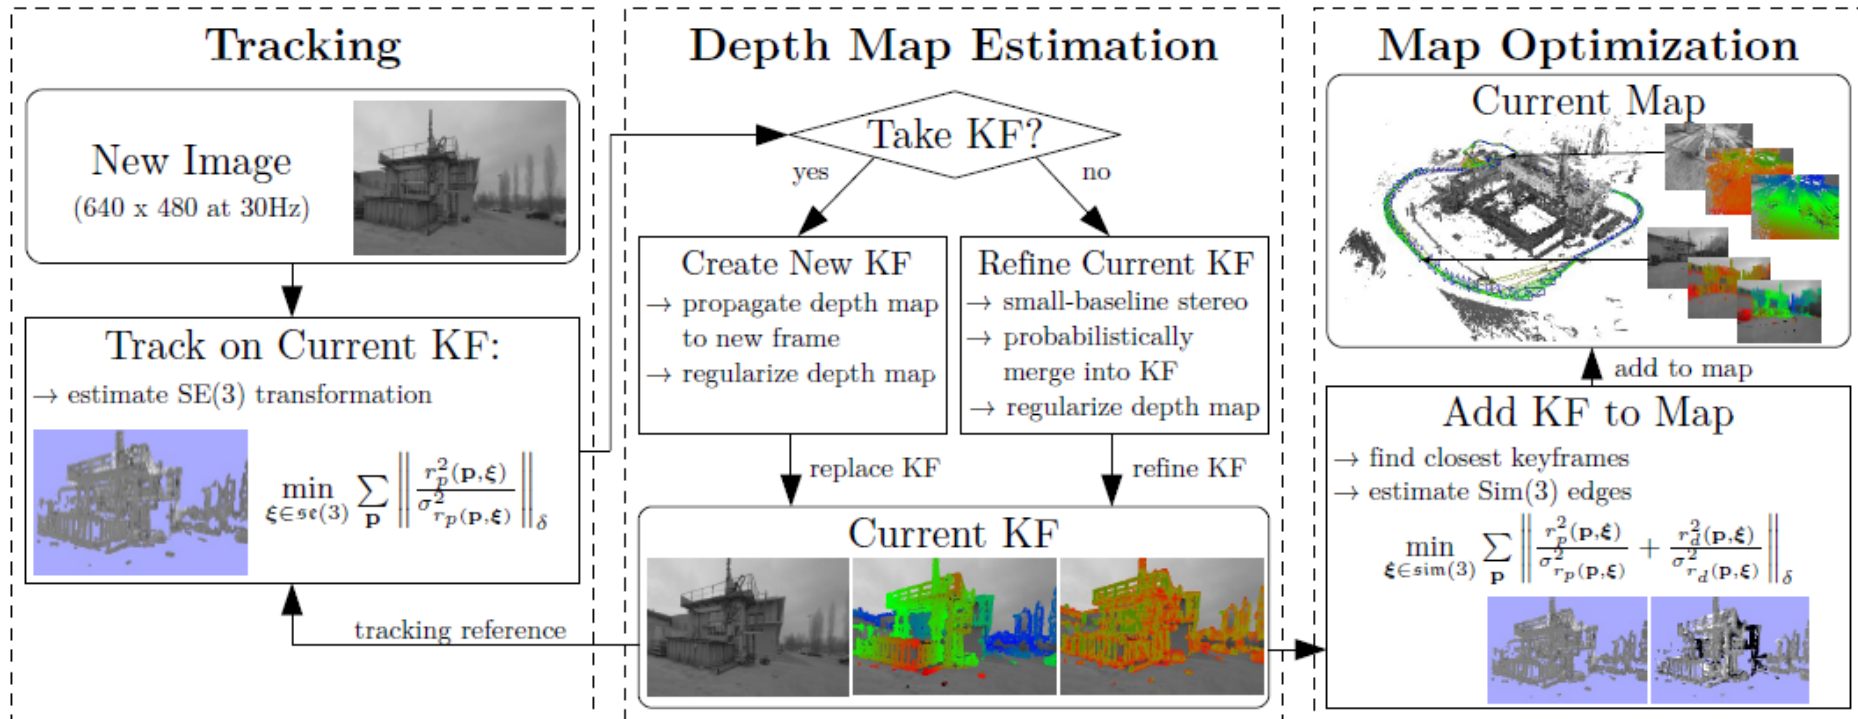 Tracking
New Image
(640 x 480 at 30Hz)
Track on Current KF:
→ estimate SE(3) transformation
min ξ∈𝔰𝔢(3) ∑ p ‖ r²p(p,ξ) / σ²rp(p,ξ) ‖δ
tracking reference
Depth Map Estimation
Take KF?
yes
no
Create New KF
→ propagate depth map
to new frame
→ regularize depth map
Refine Current KF
→ small-baseline stereo
→ probabilistically
merge into KF
→ regularize depth map
replace KF
refine KF
Current KF
Map Optimization
Current Map
add to map
Add KF to Map
→ find closest keyframes
→ estimate Sim(3) edges
min ξ∈𝔰𝔦𝔪(3) ∑ p ‖ r²p(p,ξ) / σ²rp(p,ξ) + r²d(p,ξ) / σ²rd(p,ξ) ‖δ